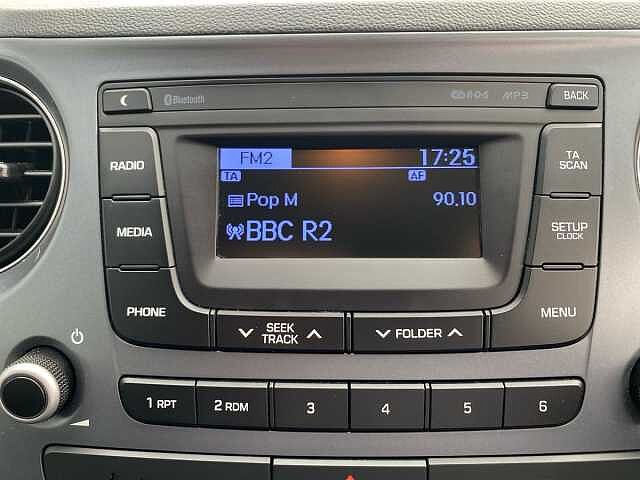 Bluetooth R·D·S MP3 BACK
FM2 17:25
TA AF
Pop M 90.10
BBC R2
RADIO
MEDIA
PHONE
TA SCAN
SETUP CLOCK
MENU
SEEK TRACK
FOLDER
1 RPT 2 RDM 3 4 5 6